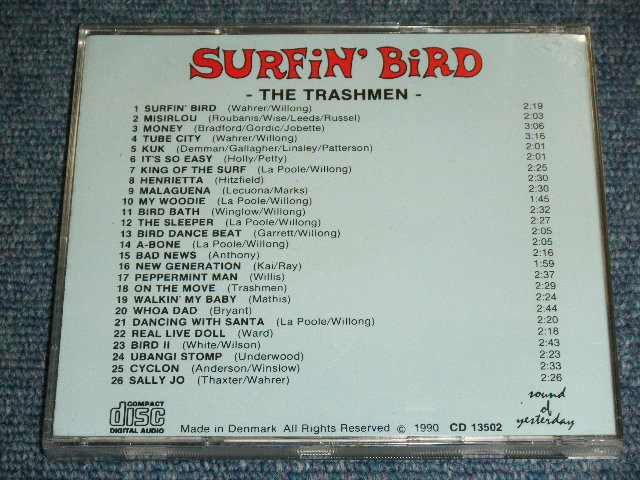 SURFiN' BiRD
- THE TRASHMEN -
1 SURFIN' BIRD (Wahrer/Willong) 2:19
2 MISIRLOU (Roubanis/Wise/Leeds/Russel) 2:03
3 MONEY (Bradford/Gordic/Jobette) 3:06
4 TUBE CITY (Wahrer/Willong) 3:16
5 KUK (Demman/Gallagher/Linsley/Patterson) 2:01
6 IT'S SO EASY (Holly/Petty) 2:01
7 KING OF THE SURF (La Poole/Willong) 2:25
8 HENRIETTA (Hitzfield) 2:30
9 MALAGUENA (Lecuona/Marks) 2:30
10 MY WOODIE (La Poole/Willong) 1:45
11 BIRD BATH (Winglow/Willong) 2:32
12 THE SLEEPER (La Poole/Willong) 2:27
13 BIRD DANCE BEAT (Garrett/Willong) 2:05
14 A-BONE (La Poole/Willong) 2:05
15 BAD NEWS (Anthony) 2:16
16 NEW GENERATION (Kai/Ray) 1:59
17 PEPPERMINT MAN (Willis) 2:37
18 ON THE MOVE (Trashmen) 2:29
19 WALKIN' MY BABY (Mathis) 2:24
20 WHOA DAD (Bryant) 2:44
21 DANCING WITH SANTA (La Poole/Willong) 2:20
22 REAL LIVE DOLL (Ward) 2:18
23 BIRD II (White/Wilson) 2:43
24 UBANGI STOMP (Underwood) 2:23
25 CYCLON (Anderson/Winslow) 2:33
26 SALLY JO (Thaxter/Wahrer) 2:26
COMPACT
disc
DIGITAL AUDIO
Made in Denmark All Rights Reserved © 1990 CD 13502
sound
of
yesterday